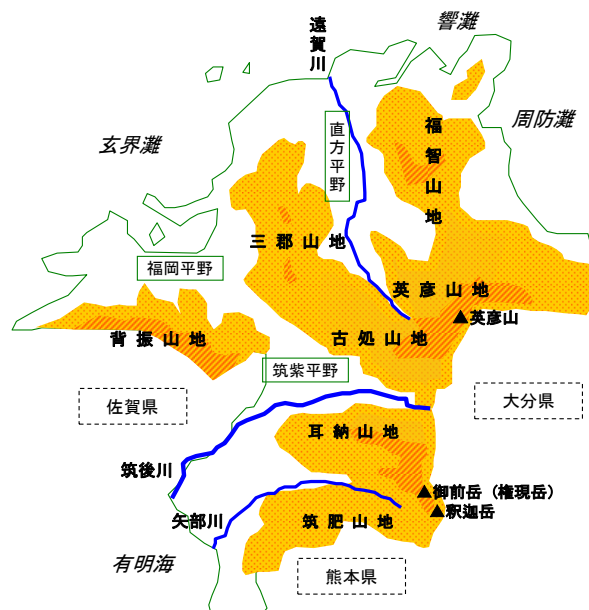 響灘
遠賀川
周防灘
福智山地
直方平野
玄界灘
三郡山地
福岡平野
英彦山地
▲英彦山
背振山地
古処山地
筑紫平野
佐賀県
大分県
耳納山地
筑後川
▲御前岳（権現岳）
▲釈迦岳
矢部川
筑肥山地
有明海
熊本県